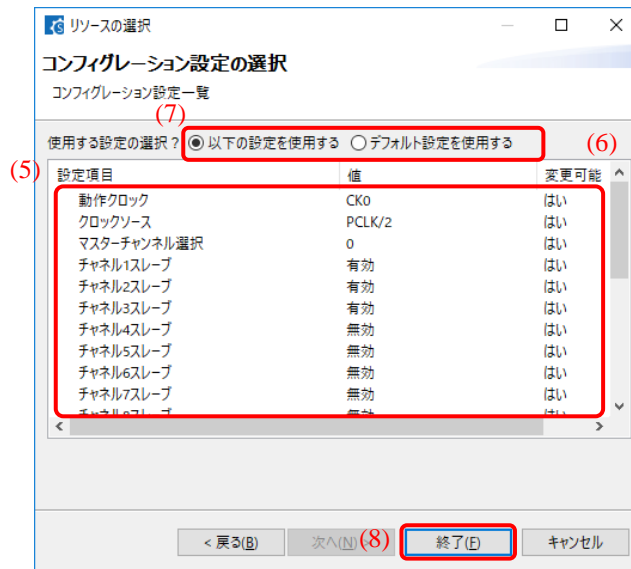 リソースの選択
コンフィグレーション設定の選択
コンフィグレーション設定一覧
(7)
使用する設定の選択？ 以下の設定を使用する デフォルト設定を使用する
(6)
(5)
設定項目 値 変更可能
動作クロック CK0 はい
クロックソース PCLK/2 はい
マスターチャンネル選択 0 はい
チャネル1スレーブ 有効 はい
チャネル2スレーブ 有効 はい
チャネル3スレーブ 有効 はい
チャネル4スレーブ 無効 はい
チャネル5スレーブ 無効 はい
チャネル6スレーブ 無効 はい
チャネル7スレーブ 無効 はい
< 戻る(B) 次へ(N) (8) 終了(F) キャンセル